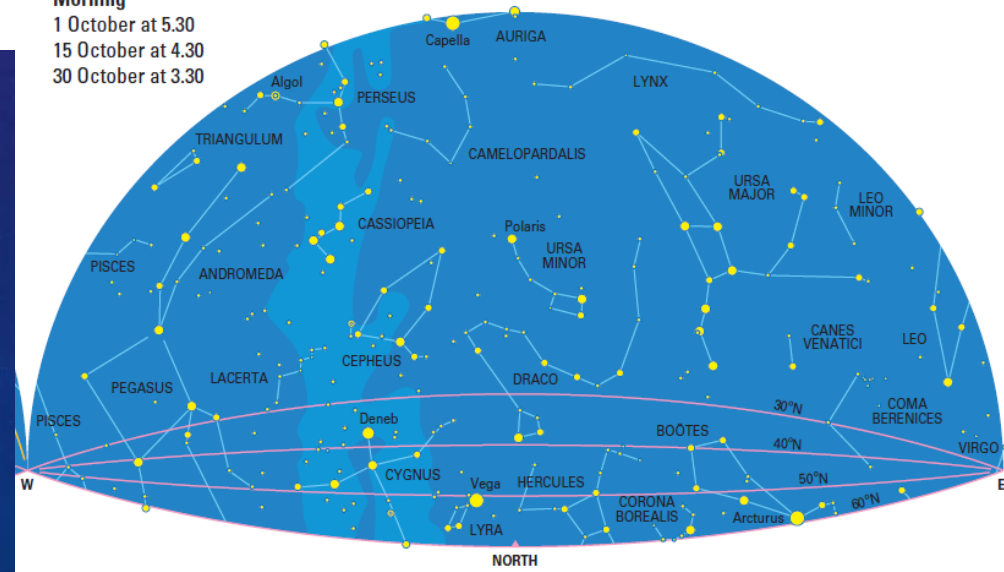 Morning
1 October at 5.30
15 October at 4.30
30 October at 3.30
Capella
AURIGA
Algol
PERSEUS
LYNX
TRIANGULUM
CAMELOPARDALIS
URSA
MAJOR
LEO
MINOR
CASSIOPEIA
Polaris
URSA
MINOR
PISCES
ANDROMEDA
CANES
VENATICI
LEO
CEPHEUS
PEGASUS
LACERTA
DRACO
30°N
COMA
BERENICES
PISCES
Deneb
BOÖTES
40°N
VIRGO
CYGNUS
50°N
W
Vega
HERCULES
E
60°N
CORONA
BOREALIS
Arcturus
LYRA
NORTH